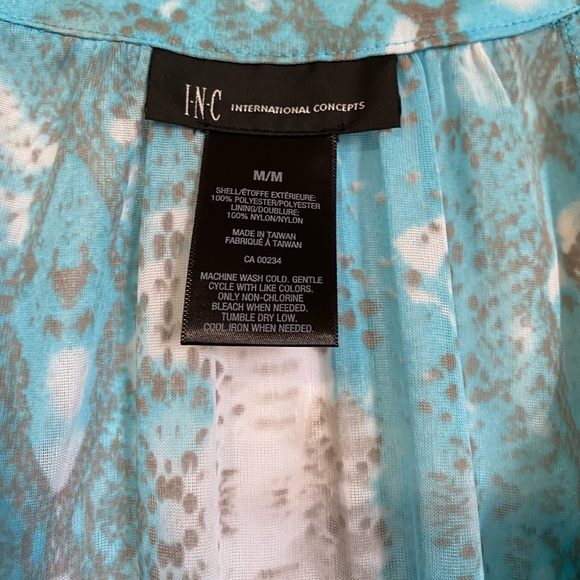 I·N·C INTERNATIONAL CONCEPTS
M/M
SHELL/ÉTOFFE EXTÉRIEURE:
100% POLYESTER/POLYESTER
LINING/DOUBLURE:
100% NYLON/NYLON
MADE IN TAIWAN
FABRIQUÉ À TAIWAN
CA 00234
MACHINE WASH COLD. GENTLE
CYCLE WITH LIKE COLORS.
ONLY NON-CHLORINE
BLEACH WHEN NEEDED.
TUMBLE DRY LOW.
COOL IRON WHEN NEEDED.